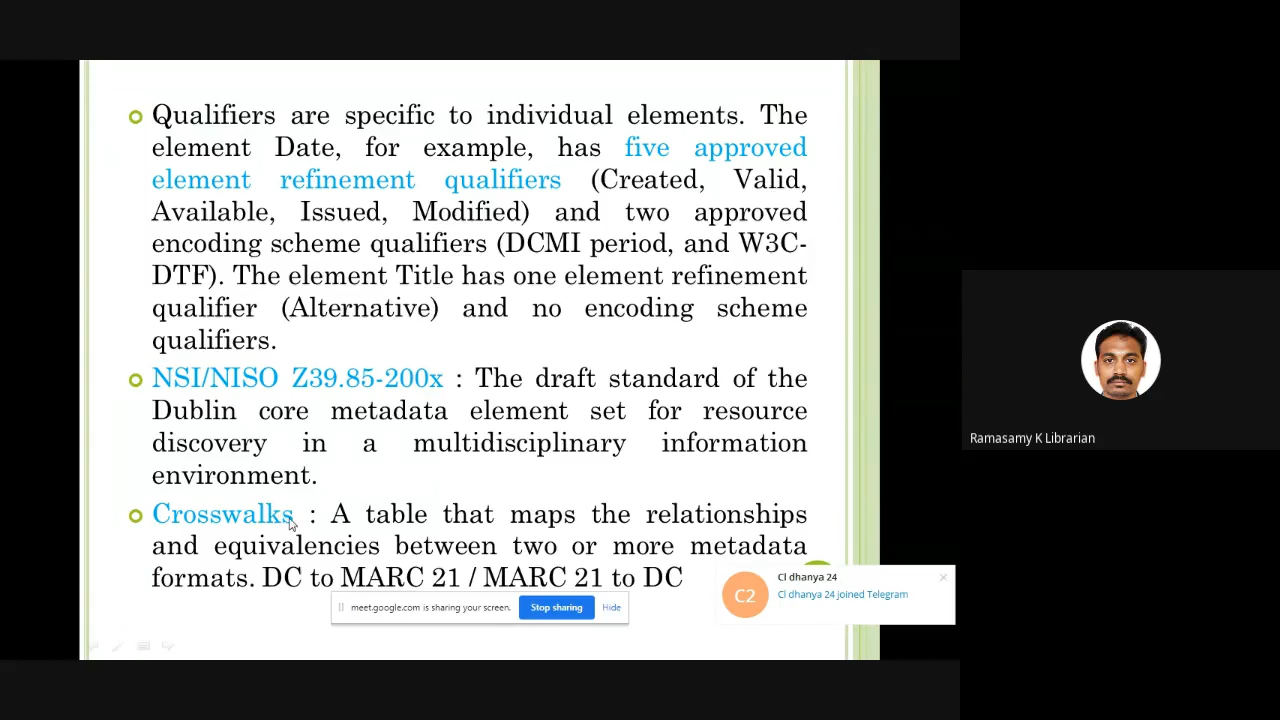 Qualifiers are specific to individual elements. The
element Date, for example, has five approved
element refinement qualifiers (Created, Valid,
Available, Issued, Modified) and two approved
encoding scheme qualifiers (DCMI period, and W3C-
DTF). The element Title has one element refinement
qualifier (Alternative) and no encoding scheme
qualifiers.
NSI/NISO Z39.85-200x : The draft standard of the
Dublin core metadata element set for resource
discovery in a multidisciplinary information
environment.
Crosswalks : A table that maps the relationships
and equivalencies between two or more metadata
formats. DC to MARC 21 / MARC 21 to DC
meet.google.com is sharing your screen.
Stop sharing
Hide
C2
Cl dhanya 24
Cl dhanya 24 joined Telegram
Ramasamy K Librarian